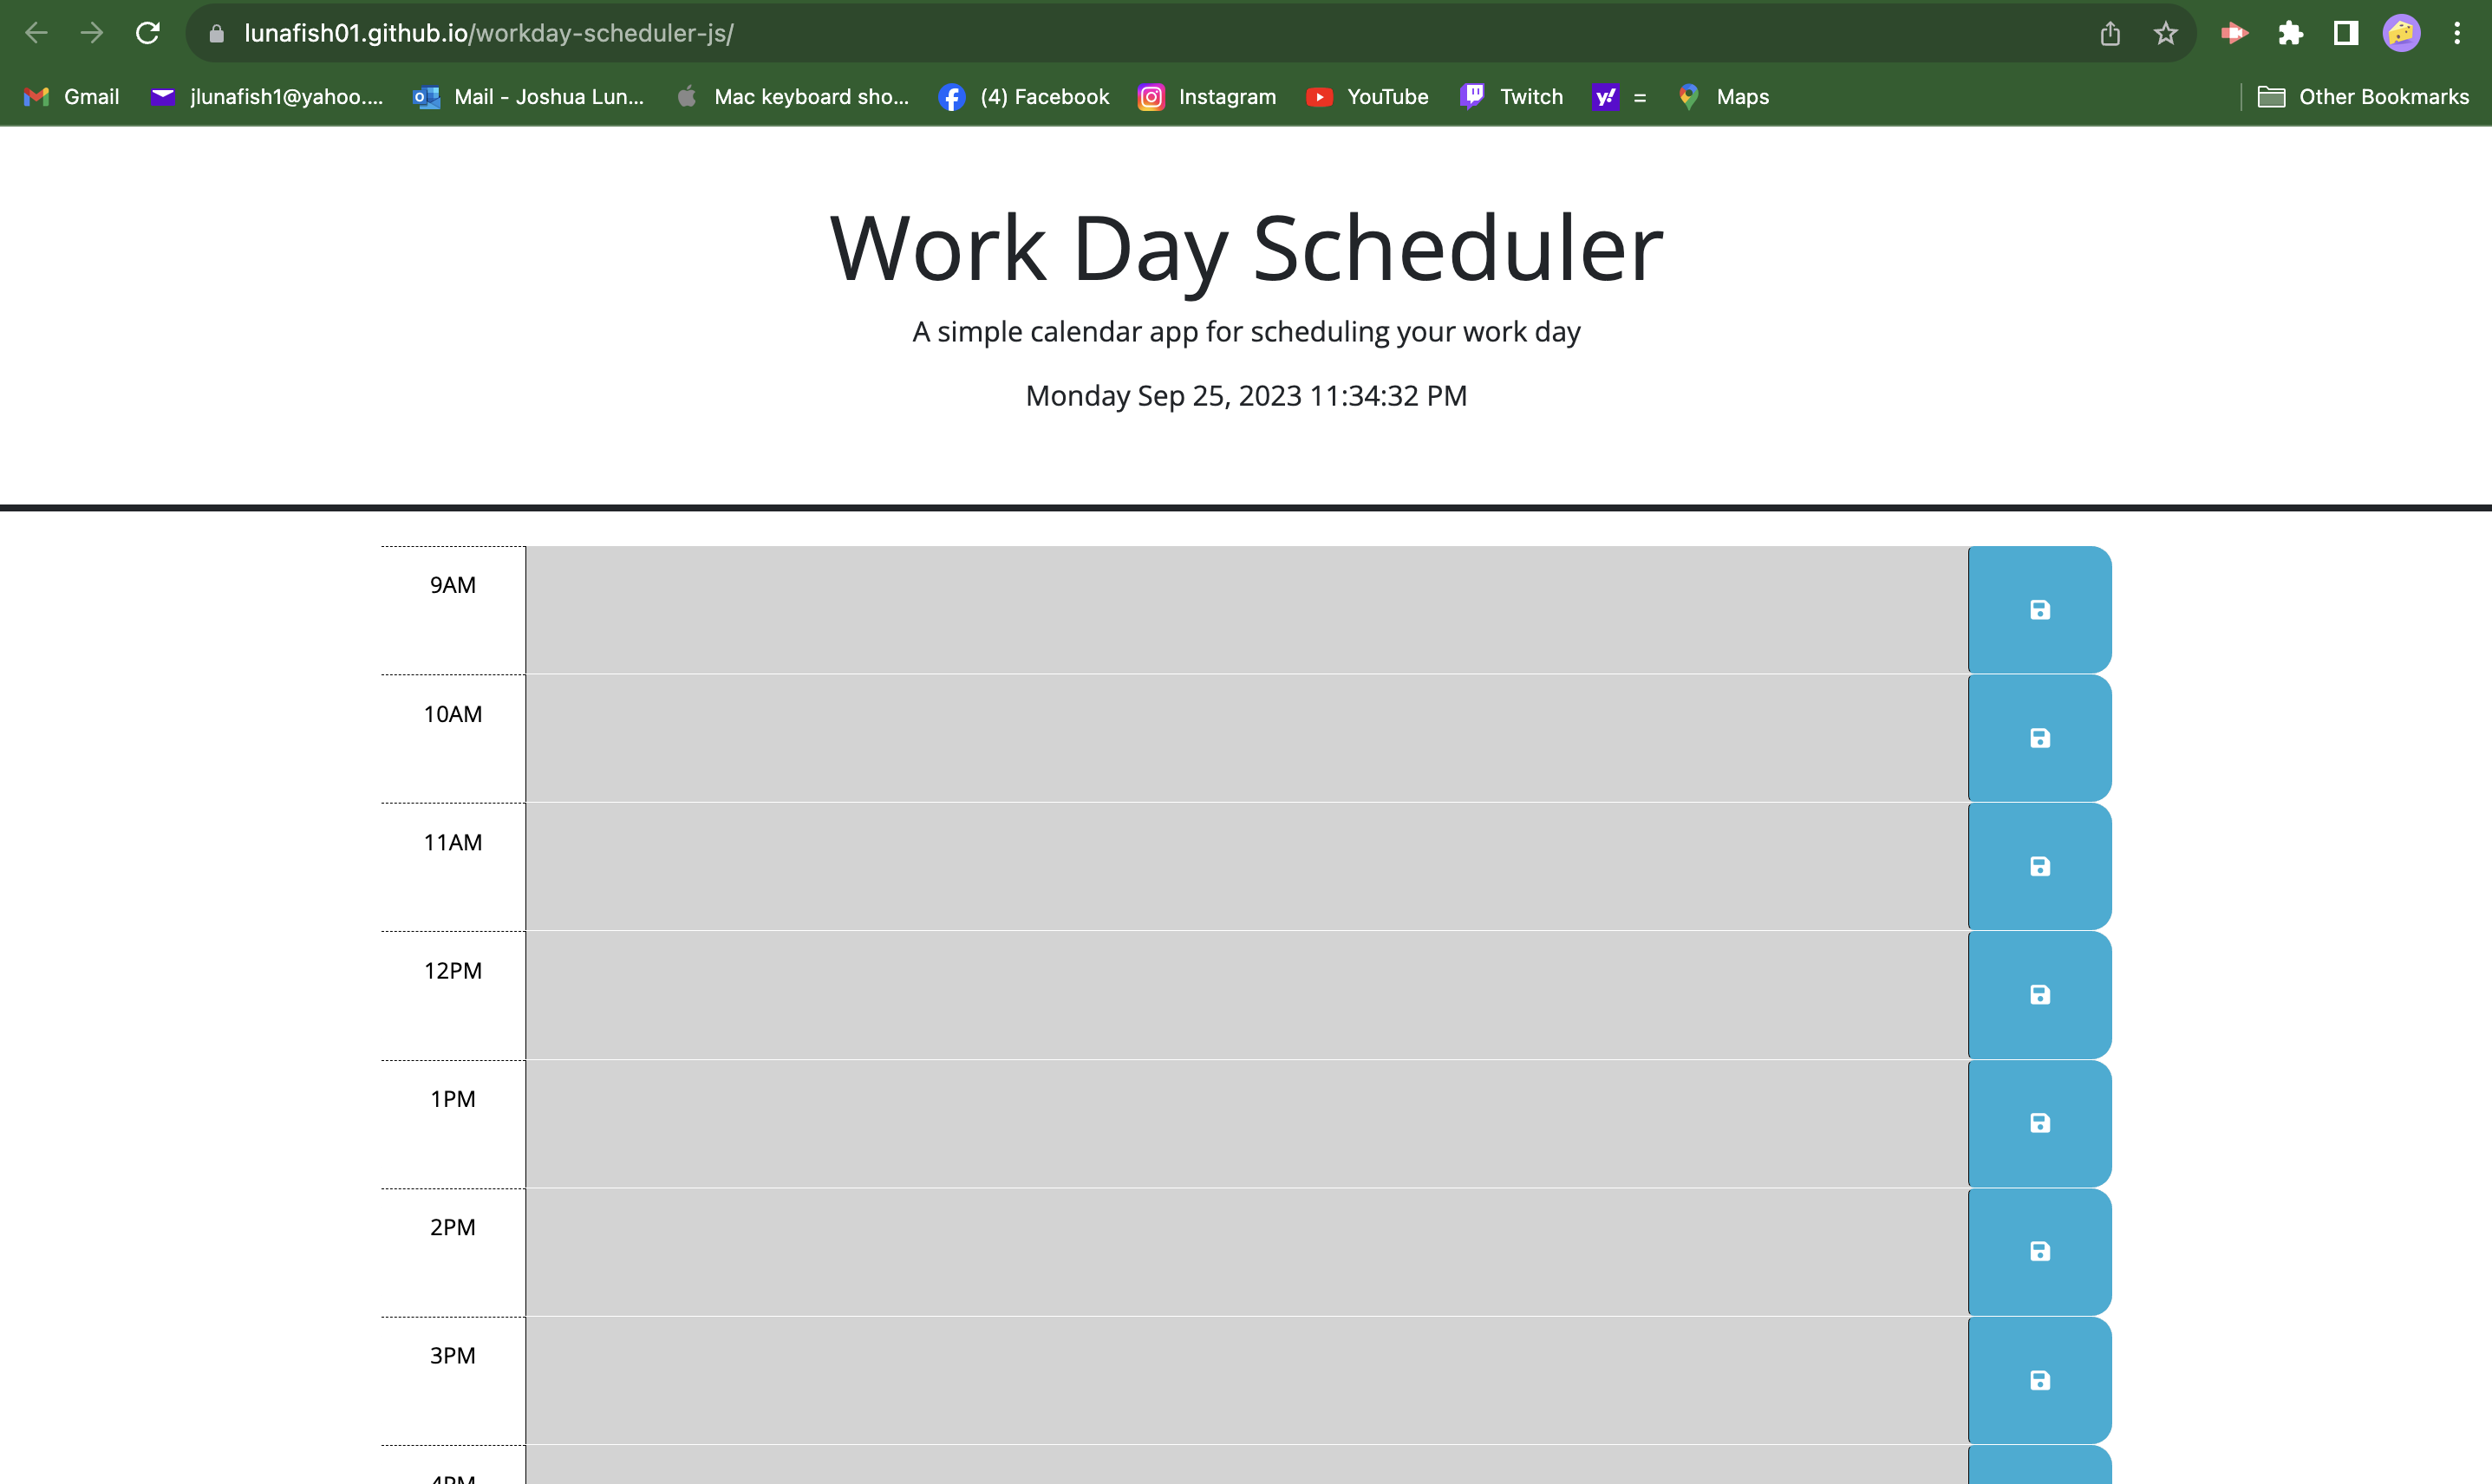 lunafish01.github.io/workday-scheduler-js/
Gmail jlunafish1@yahoo.... Mail - Joshua Lun... Mac keyboard sho... (4) Facebook Instagram YouTube Twitch y! = Maps Other Bookmarks
Work Day Scheduler
A simple calendar app for scheduling your work day
Monday Sep 25, 2023 11:34:32 PM
9AM
10AM
11AM
12PM
1PM
2PM
3PM
4PM